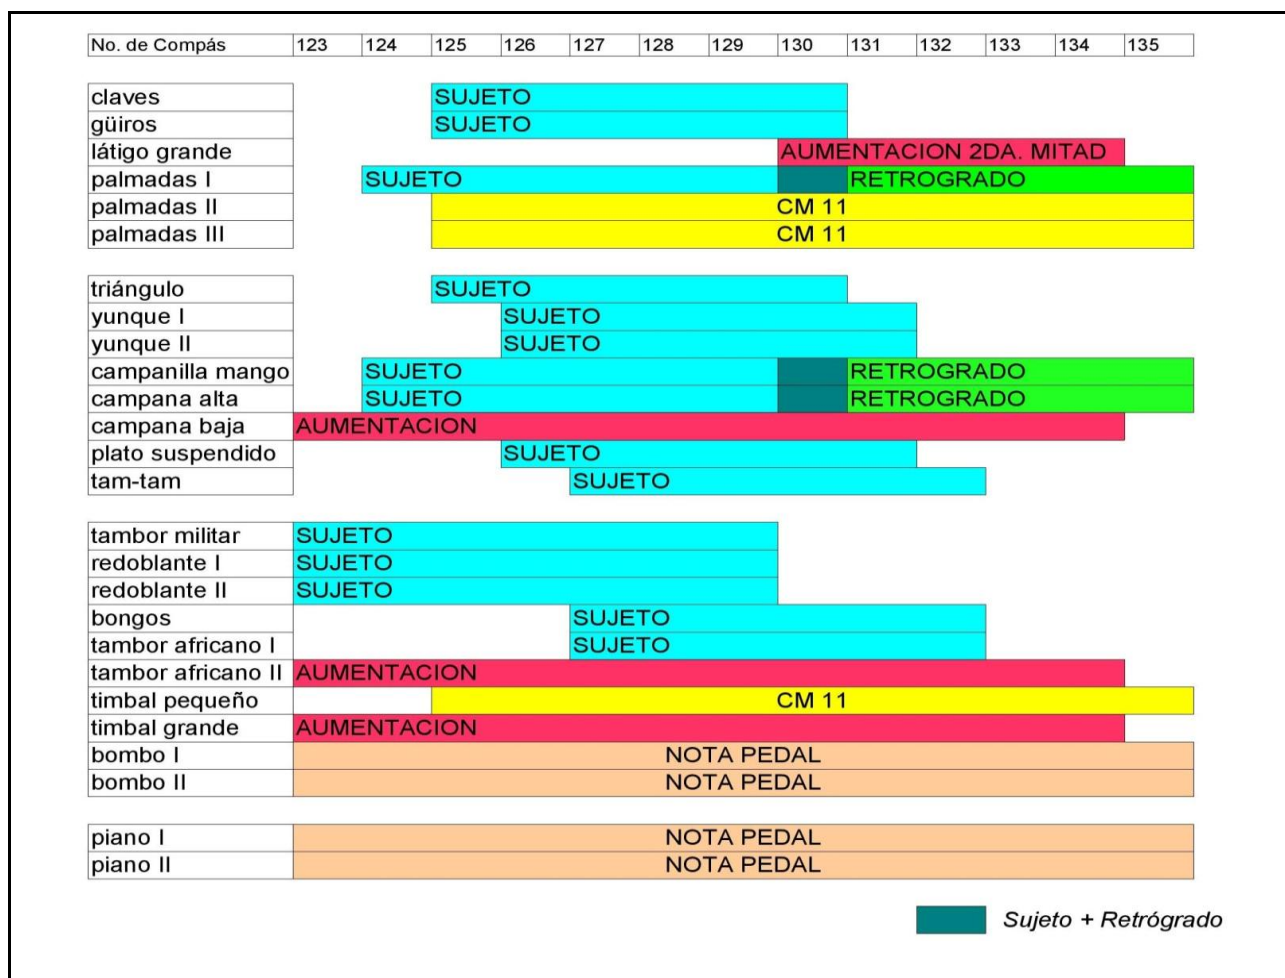 No. de Compás 123 124 125 126 127 128 129 130 131 132 133 134 135
claves SUJETO
güiros SUJETO
látigo grande AUMENTACION 2DA. MITAD
palmadas I SUJETO RETROGRADO
palmadas II CM 11
palmadas III CM 11
triángulo SUJETO
yunque I SUJETO
yunque II SUJETO
campanilla mango SUJETO RETROGRADO
campana alta SUJETO RETROGRADO
campana baja AUMENTACION
plato suspendido SUJETO
tam-tam SUJETO
tambor militar SUJETO
redoblante I SUJETO
redoblante II SUJETO
bongos SUJETO
tambor africano I SUJETO
tambor africano II AUMENTACION
timbal pequeño CM 11
timbal grande AUMENTACION
bombo I NOTA PEDAL
bombo II NOTA PEDAL
piano I NOTA PEDAL
piano II NOTA PEDAL
Sujeto + Retrógrado